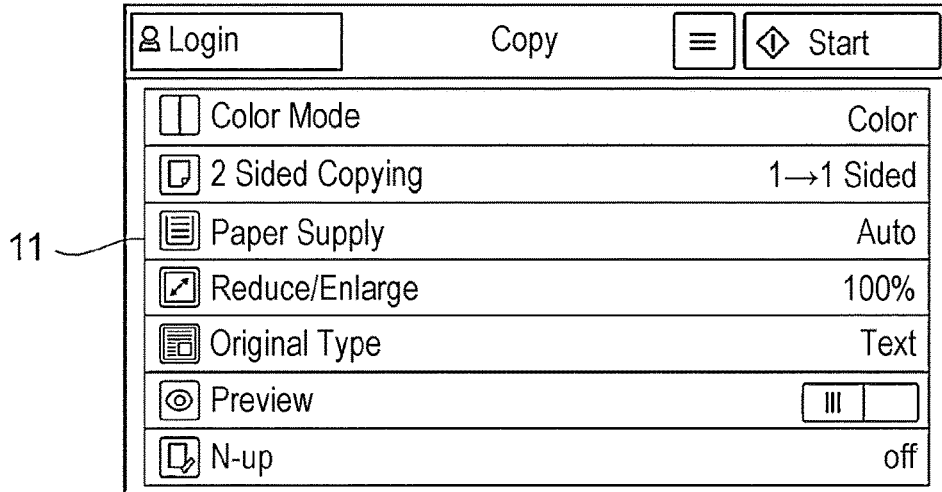 Login Copy Start
Color Mode Color
2 Sided Copying 1→1 Sided
11 Paper Supply Auto
Reduce/Enlarge 100%
Original Type Text
Preview
N-up off